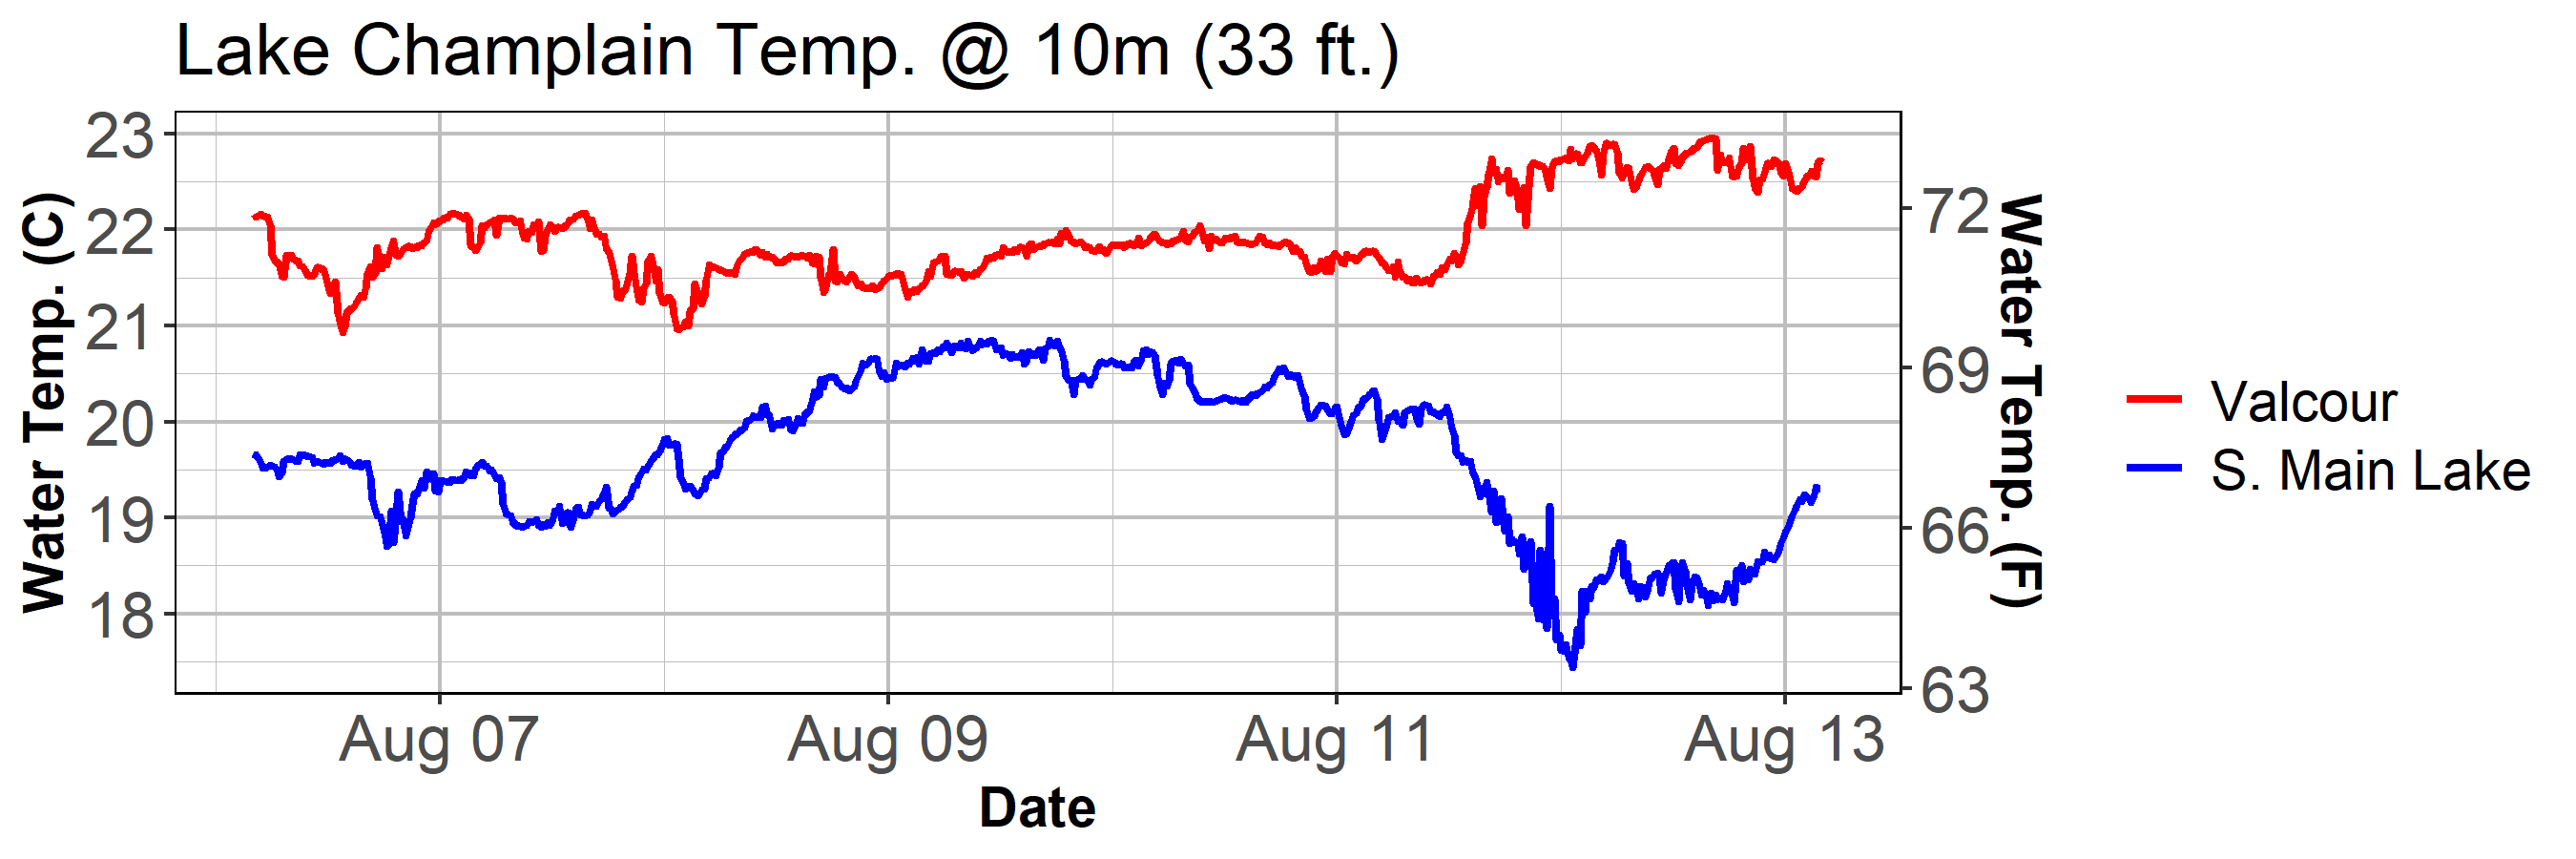 Lake Champlain Temp. @ 10m (33 ft.)
Water Temp. (C)
23
22
21
20
19
18
72
69
66
63
Water Temp. (F)
Aug 07
Aug 09
Aug 11
Aug 13
Date
Valcour
S. Main Lake